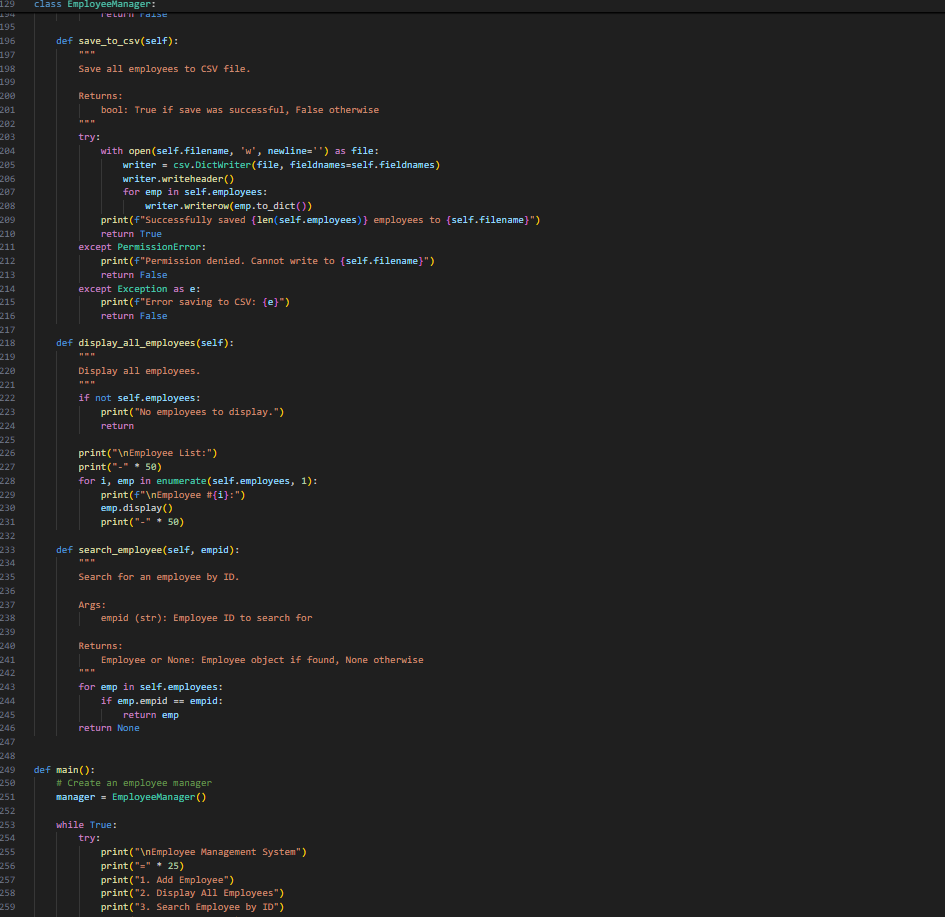 129 class EmployeeManager:
194 return False
195
196 def save_to_csv(self):
197 """
198 Save all employees to CSV file.
199
200 Returns:
201 bool: True if save was successful, False otherwise
202 """
203 try:
204 with open(self.filename, 'w', newline='') as file:
205 writer = csv.DictWriter(file, fieldnames=self.fieldnames)
206 writer.writeheader()
207 for emp in self.employees:
208 writer.writerow(emp.to_dict())
209 print(f"Successfully saved {len(self.employees)} employees to {self.filename}")
210 return True
211 except PermissionError:
212 print(f"Permission denied. Cannot write to {self.filename}")
213 return False
214 except Exception as e:
215 print(f"Error saving to CSV: {e}")
216 return False
217
218 def display_all_employees(self):
219 """
220 Display all employees.
221 """
222 if not self.employees:
223 print("No employees to display.")
224 return
225
226 print("\nEmployee List:")
227 print("-" * 50)
228 for i, emp in enumerate(self.employees, 1):
229 print(f"\nEmployee #{i}:")
230 emp.display()
231 print("-" * 50)
232
233 def search_employee(self, empid):
234 """
235 Search for an employee by ID.
236
237 Args:
238 empid (str): Employee ID to search for
239
240 Returns:
241 Employee or None: Employee object if found, None otherwise
242 """
243 for emp in self.employees:
244 if emp.empid == empid:
245 return emp
246 return None
247
248
249 def main():
250 # Create an employee manager
251 manager = EmployeeManager()
252
253 while True:
254 try:
255 print("\nEmployee Management System")
256 print("=" * 25)
257 print("1. Add Employee")
258 print("2. Display All Employees")
259 print("3. Search Employee by ID")